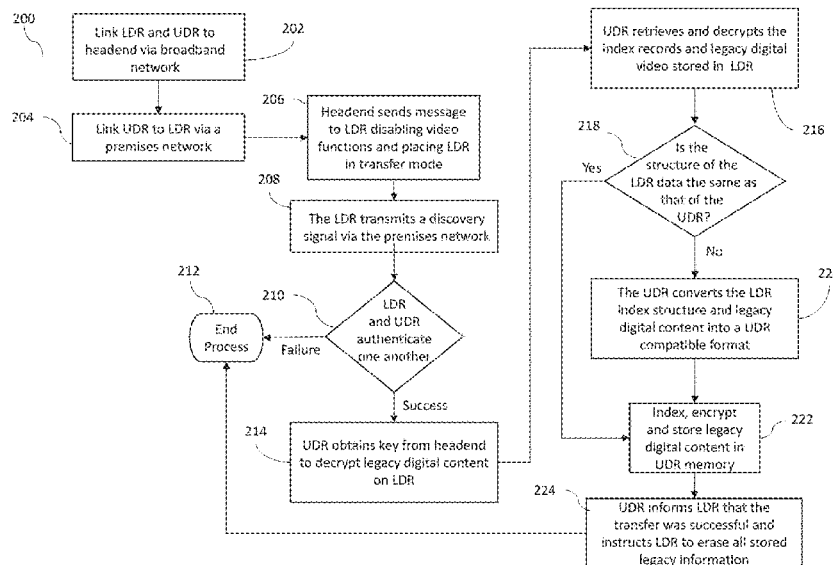 200
Link LDR and UDR to
headend via broadband
network
202
204
Link UDR to LDR via a
premises network
206
Headend sends message
to LDR disabling video
functions and placing LDR
in transfer mode
208
The LDR transmits a discovery
signal via the premises network
210
LDR
and UDR
authenticate
one another
212
End
Process
Failure
Success
214
UDR obtains key from headend
to decrypt legacy digital content
on LDR
UDR retrieves and decrypts the
index records and legacy digital
video stored in LDR
216
218
Is the
structure of the
LDR data the same as
that of the
UDR?
Yes
No
22
The UDR converts the LDR
index structure and legacy
digital content into a UDR
compatible format
Index, encrypt
and store legacy
digital content in
UDR memory
222
224
UDR informs LDR that the
transfer was successful and
instructs LDR to erase all stored
legacy information